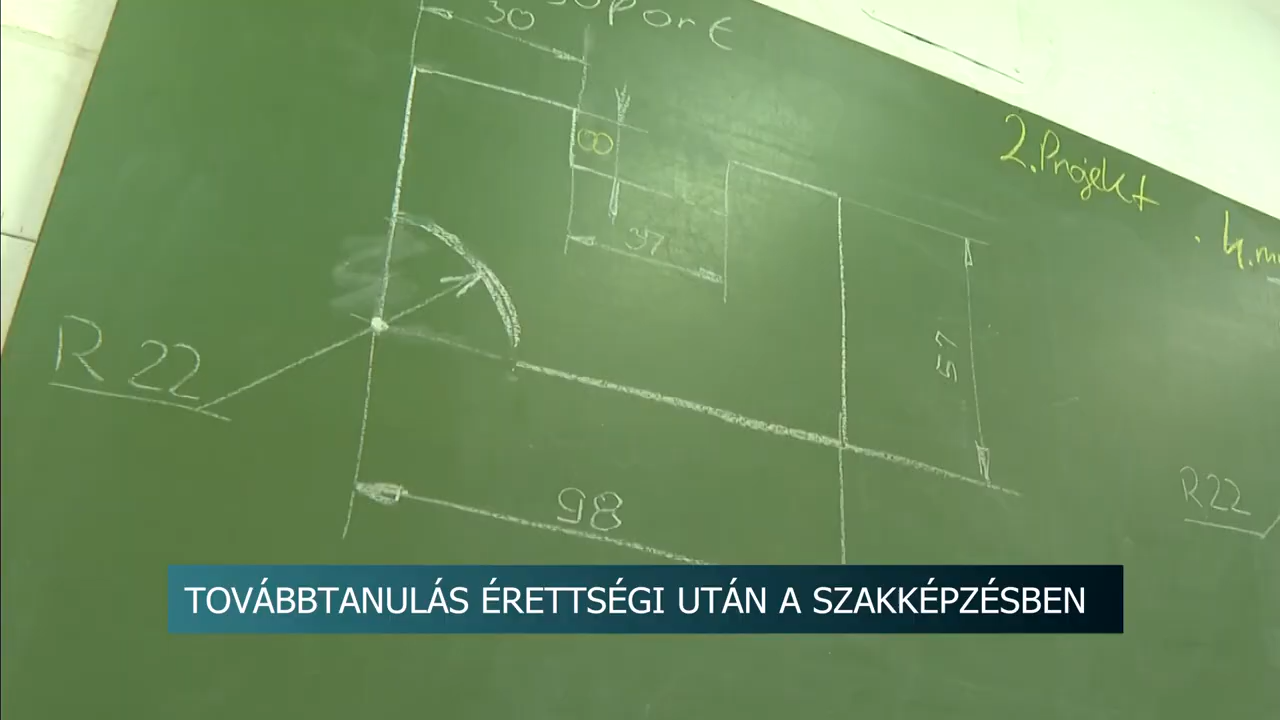 30
2. Projekt
8
37
R 22
57
R22
98
TOVÁBBTANULÁS ÉRETTSÉGI UTÁN A SZAKKÉPZÉSBEN